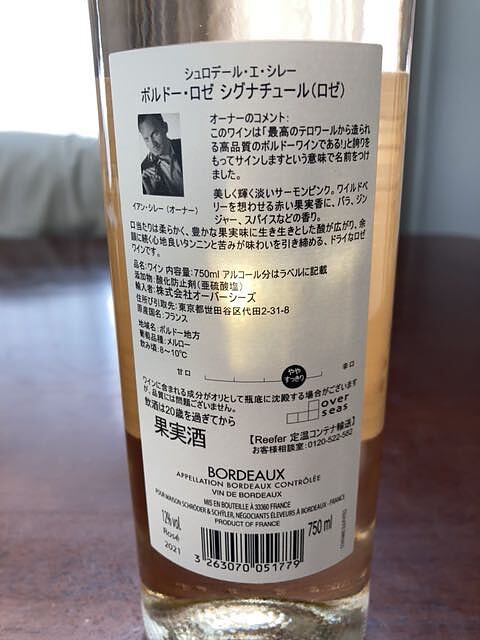 シュロデール・エ・シレー
ボルドー・ロゼ シグナチュール(ロゼ)
オーナーのコメント:
このワインは「最高のテロワールから造られ
る高品質のボルドーワインである!」と誇りを
もってサインしますという意味で名前をつけ
ました。
美しく輝く淡いサーモンピンク。ワイルドベ
リーを想わせる赤い果実香に、バラ、ジン
ジャー、スパイスなどの香り。
イアン・シレー (オーナー)
口当たりは柔らかく、豊かな果実味に生き生きとした酸が広がり、余
韻に続く心地良いタンニンと苦みが味わいを引き締める、ドライなロゼ
ワインです。
品名:ワイン 内容量:750ml アルコール分はラベルに記載
添加物:酸化防止剤(亜硫酸塩)
輸入者:株式会社オーバーシーズ
住所び引取先:東京都世田谷区代田2-31-8
原産国名:フランス
地域名:ボルドー地方
葡萄品種:メルロー
飲み頃:8~10℃
甘口 やや すっきり 辛口
ワインに含まれる成分がオリとして瓶底に沈殿する場合がございます
が、品質には問題ございません。
飲酒は20歳を過ぎてから
over
seas
果実酒
【Reefer 定温コンテナ輸送】
お客様相談室:0120-522-582
BORDEAUX
APPELLATION BORDEAUX CONTRÔLÉE
VIN DE BORDEAUX
MIS EN BOUTEILLE À 33360 FRANCE
POUR MAISON SCHRÖDER & SCHŸLER, NÉGOCIANTS ÉLEVEURS À BORDEAUX - FRANCE
PRODUCT OF FRANCE
12% vol.
Rosé
2021
750 ml
3 263070 051779